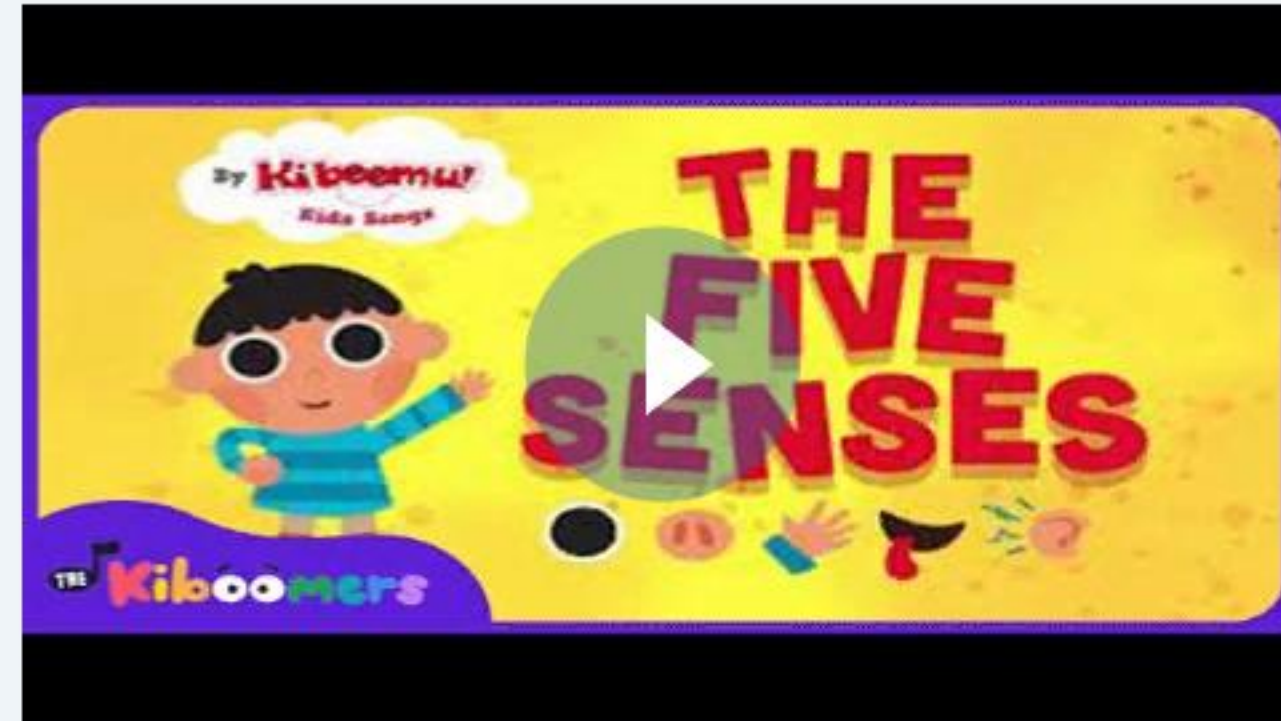 By Kiboomu!
Kids Songs
THE
FIVE
SENSES
THE Kiboomers